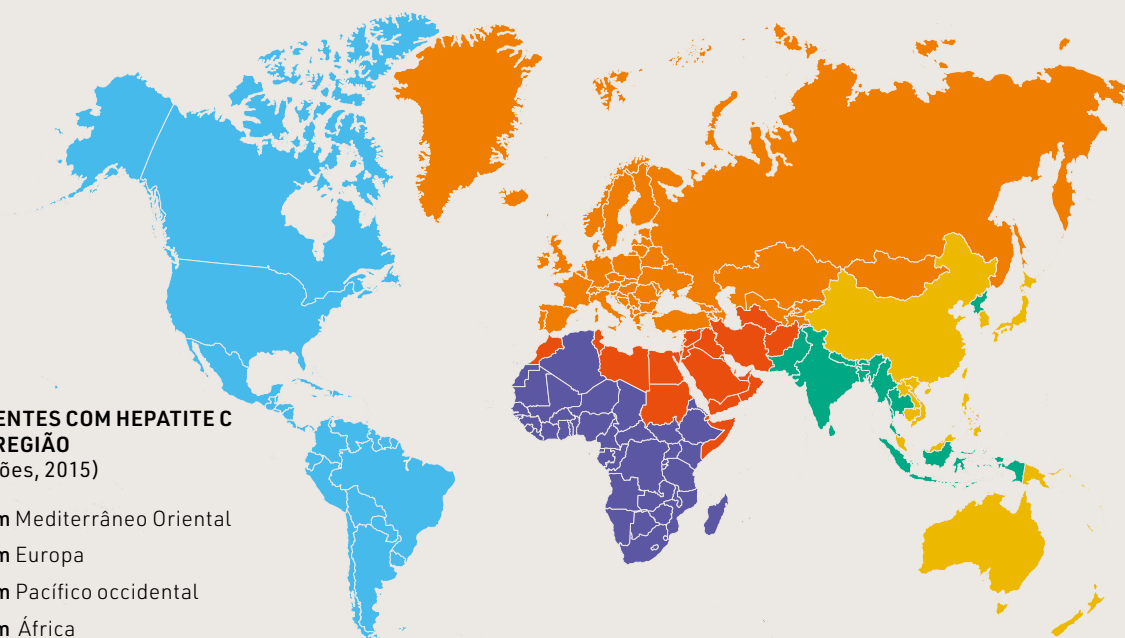 ENTES COM HEPATITE C
REGIÃO
ões, 2015)
m Mediterrâneo Oriental
m Europa
m Pacífico occidental
m África